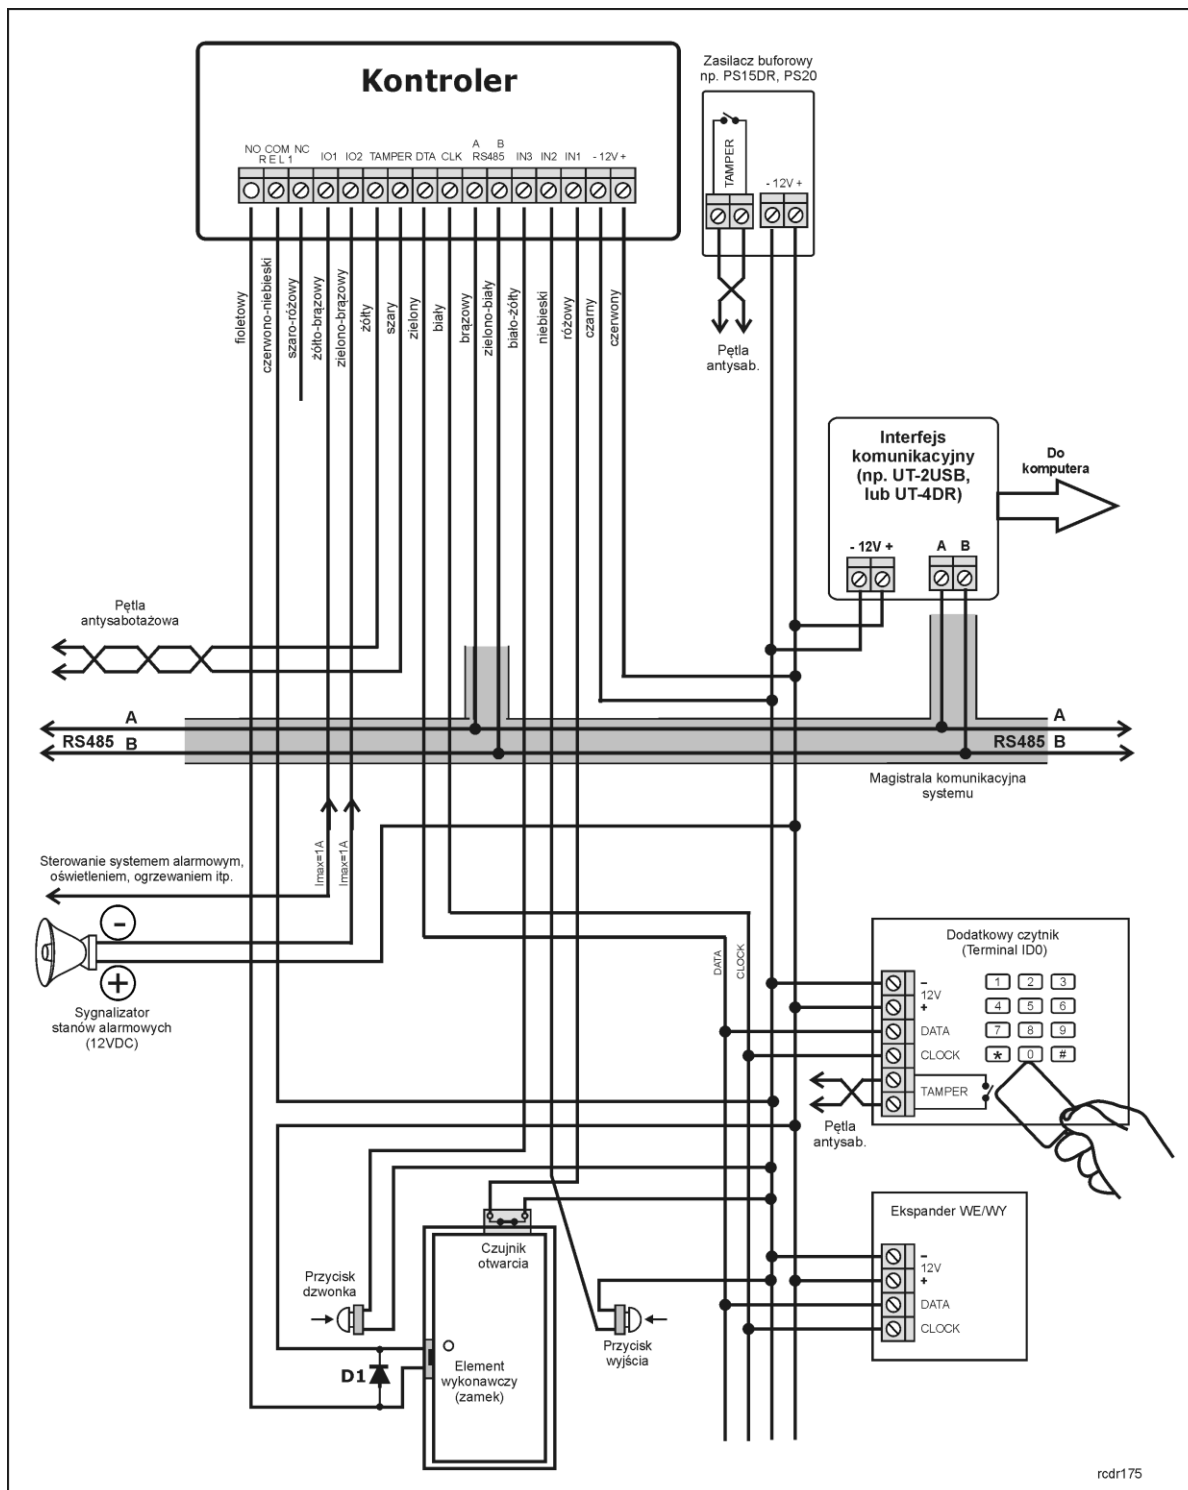 Kontroler
NO COM NC
REL 1
IO1 IO2 TAMPER DTA CLK
A B
RS485
IN3 IN2 IN1 - 12V +
fioletowy
czerwono-niebieski
szaro-różowy
żółto-brązowy
zielono-brązowy
żółty
szary
zielony
biały
brązowy
zielono-biały
biało-żółty
niebieski
różowy
czarny
czerwony
Zasilacz buforowy
np. PS15DR, PS20
TAMPER
- 12V +
Pętla
antysab.
Interfejs
komunikacyjny
(np. UT-2USB,
lub UT-4DR)
- 12V + A B
Do
komputera
Pętla
antysabotażowa
A
RS485 B
A
RS485 B
Magistrala komunikacyjna
systemu
Imax=1A
Imax=1A
Sterowanie systemem alarmowym,
oświetleniem, ogrzewaniem itp.
-
+
Sygnalizator
stanów alarmowych
(12VDC)
DATA
CLOCK
Dodatkowy czytnik
(Terminal ID0)
-
12V
+
DATA
CLOCK
TAMPER
1 2 3
4 5 6
7 8 9
* 0 #
Pętla
antysab.
Ekspander WE/WY
-
12V
+
DATA
CLOCK
Czujnik
otwarcia
Przycisk
dzwonka
Przycisk
wyjścia
D1
Element
wykonawczy
(zamek)
rcdr175